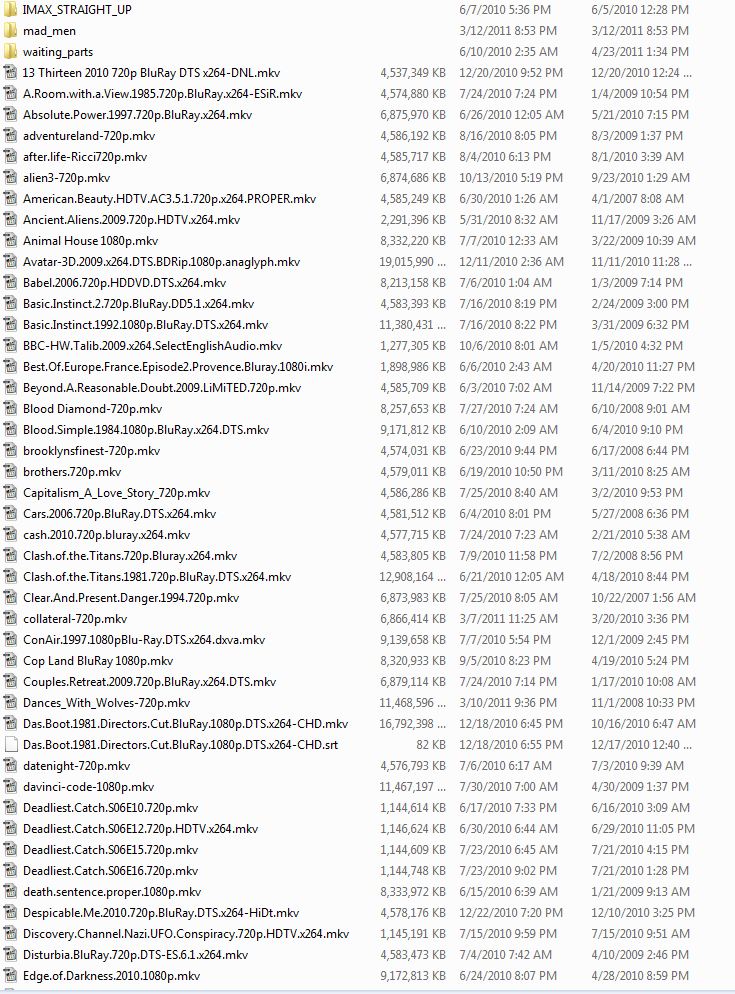 IMAX_STRAIGHT_UP 6/7/2010 5:36 PM 6/5/2010 12:28 PM
mad_men 3/12/2011 8:53 PM 3/12/2011 8:53 PM
waiting_parts 6/10/2010 2:35 AM 4/23/2011 1:34 PM
13 Thirteen 2010 720p BluRay DTS x264-DNL.mkv 4,537,349 KB 12/20/2010 9:52 PM 12/20/2010 12:24 ...
A.Room.with.a.View.1985.720p.BluRay.x264-ESiR.mkv 4,574,880 KB 7/24/2010 7:24 PM 1/4/2009 10:54 PM
Absolute.Power.1997.720p.BluRay.x264.mkv 6,875,970 KB 6/26/2010 12:05 AM 5/21/2010 7:15 PM
adventureland-720p.mkv 4,586,192 KB 8/16/2010 8:05 PM 8/3/2009 1:37 PM
after.life-Ricci720p.mkv 4,585,717 KB 8/4/2010 6:13 PM 8/1/2010 3:39 AM
alien3-720p.mkv 6,874,686 KB 10/13/2010 5:19 PM 9/23/2010 1:29 AM
American.Beauty.HDTV.AC3.5.1.720p.x264.PROPER.mkv 4,585,249 KB 6/30/2010 1:26 AM 4/1/2007 8:08 AM
Ancient.Aliens.2009.720p.HDTV.x264.mkv 2,291,396 KB 5/31/2010 8:32 AM 11/17/2009 3:26 AM
Animal House 1080p.mkv 8,332,220 KB 7/7/2010 12:33 AM 3/22/2009 10:39 AM
Avatar-3D.2009.x264.DTS.BDRip.1080p.anaglyph.mkv 19,015,990 ... 12/11/2010 2:36 AM 11/11/2010 11:28 ...
Babel.2006.720p.HDDVD.DTS.x264.mkv 8,213,158 KB 7/6/2010 1:04 AM 1/3/2009 7:14 PM
Basic.Instinct.2.720p.BluRay.DD5.1.x264.mkv 4,583,393 KB 7/16/2010 8:19 PM 2/24/2009 3:00 PM
Basic.Instinct.1992.1080p.BluRay.DTS.x264.mkv 11,380,431 ... 7/16/2010 8:22 PM 3/31/2009 6:32 PM
BBC-HW.Talib.2009.x264.SelectEnglishAudio.mkv 1,277,305 KB 10/6/2010 8:01 AM 1/5/2010 4:32 PM
Best.Of.Europe.France.Episode2.Provence.Bluray.1080i.mkv 1,898,986 KB 6/6/2010 2:43 AM 4/20/2010 11:27 PM
Beyond.A.Reasonable.Doubt.2009.LiMiTED.720p.mkv 4,585,709 KB 6/3/2010 7:02 AM 11/14/2009 7:22 PM
Blood Diamond-720p.mkv 8,257,653 KB 7/27/2010 7:24 AM 6/10/2008 9:01 AM
Blood.Simple.1984.1080p.BluRay.x264.DTS.mkv 9,171,812 KB 6/10/2010 2:09 AM 6/4/2010 9:10 PM
brooklynsfinest-720p.mkv 4,574,031 KB 6/23/2010 9:44 PM 6/17/2008 6:44 PM
brothers.720p.mkv 4,579,011 KB 6/19/2010 10:50 PM 3/11/2010 8:25 AM
Capitalism_A_Love_Story_720p.mkv 4,586,286 KB 7/25/2010 8:40 AM 3/2/2010 9:53 PM
Cars.2006.720p.BluRay.DTS.x264.mkv 4,581,512 KB 6/4/2010 8:01 PM 5/27/2008 6:36 PM
cash.2010.720p.bluray.x264.mkv 4,577,715 KB 7/24/2010 7:23 AM 2/21/2010 5:38 AM
Clash.of.the.Titans.720p.Bluray.x264.mkv 4,583,805 KB 7/9/2010 11:58 PM 7/2/2008 8:56 PM
Clash.of.the.Titans.1981.720p.BluRay.DTS.x264.mkv 12,908,164 ... 6/21/2010 12:05 AM 4/18/2010 8:44 PM
Clear.And.Present.Danger.1994.720p.mkv 6,873,983 KB 7/25/2010 8:05 AM 10/22/2007 1:56 AM
collateral-720p.mkv 6,866,414 KB 3/7/2011 11:25 AM 3/20/2010 3:36 PM
ConAir.1997.1080pBlu-Ray.DTS.x264.dxva.mkv 9,139,658 KB 7/7/2010 5:54 PM 12/1/2009 2:45 PM
Cop Land BluRay 1080p.mkv 8,320,933 KB 9/5/2010 8:23 PM 4/19/2010 5:24 PM
Couples.Retreat.2009.720p.BluRay.x264.DTS.mkv 6,879,114 KB 7/24/2010 7:14 PM 1/17/2010 10:08 AM
Dances_With_Wolves-720p.mkv 11,468,596 ... 3/10/2011 9:36 PM 11/1/2008 10:33 PM
Das.Boot.1981.Directors.Cut.BluRay.1080p.DTS.x264-CHD.mkv 16,792,398 ... 12/18/2010 6:45 PM 10/16/2010 6:47 AM
Das.Boot.1981.Directors.Cut.BluRay.1080p.DTS.x264-CHD.srt 82 KB 12/18/2010 6:55 PM 12/17/2010 12:40 ...
datenight-720p.mkv 4,576,793 KB 7/6/2010 6:17 AM 7/3/2010 9:39 AM
davinci-code-1080p.mkv 11,467,197 ... 7/30/2010 7:00 AM 4/30/2009 1:37 PM
Deadliest.Catch.S06E10.720p.mkv 1,144,614 KB 6/17/2010 7:33 PM 6/16/2010 3:09 AM
Deadliest.Catch.S06E12.720p.HDTV.x264.mkv 1,146,624 KB 6/30/2010 6:44 AM 6/29/2010 11:05 PM
Deadliest.Catch.S06E15.720p.mkv 1,144,609 KB 7/23/2010 6:45 AM 7/21/2010 4:15 PM
Deadliest.Catch.S06E16.720p.mkv 1,144,748 KB 7/23/2010 9:02 PM 7/21/2010 1:28 PM
death.sentence.proper.1080p.mkv 8,333,972 KB 6/15/2010 6:39 AM 1/21/2009 9:13 AM
Despicable.Me.2010.720p.BluRay.DTS.x264-HiDt.mkv 4,578,176 KB 12/22/2010 7:20 PM 12/10/2010 3:25 PM
Discovery.Channel.Nazi.UFO.Conspiracy.720p.HDTV.x264.mkv 1,145,191 KB 7/15/2010 9:59 PM 7/15/2010 9:51 AM
Disturbia.BluRay.720p.DTS-ES.6.1.x264.mkv 4,583,473 KB 7/4/2010 7:42 AM 4/10/2009 2:46 PM
Edge.of.Darkness.2010.1080p.mkv 9,172,813 KB 6/24/2010 8:07 PM 4/28/2010 8:59 PM